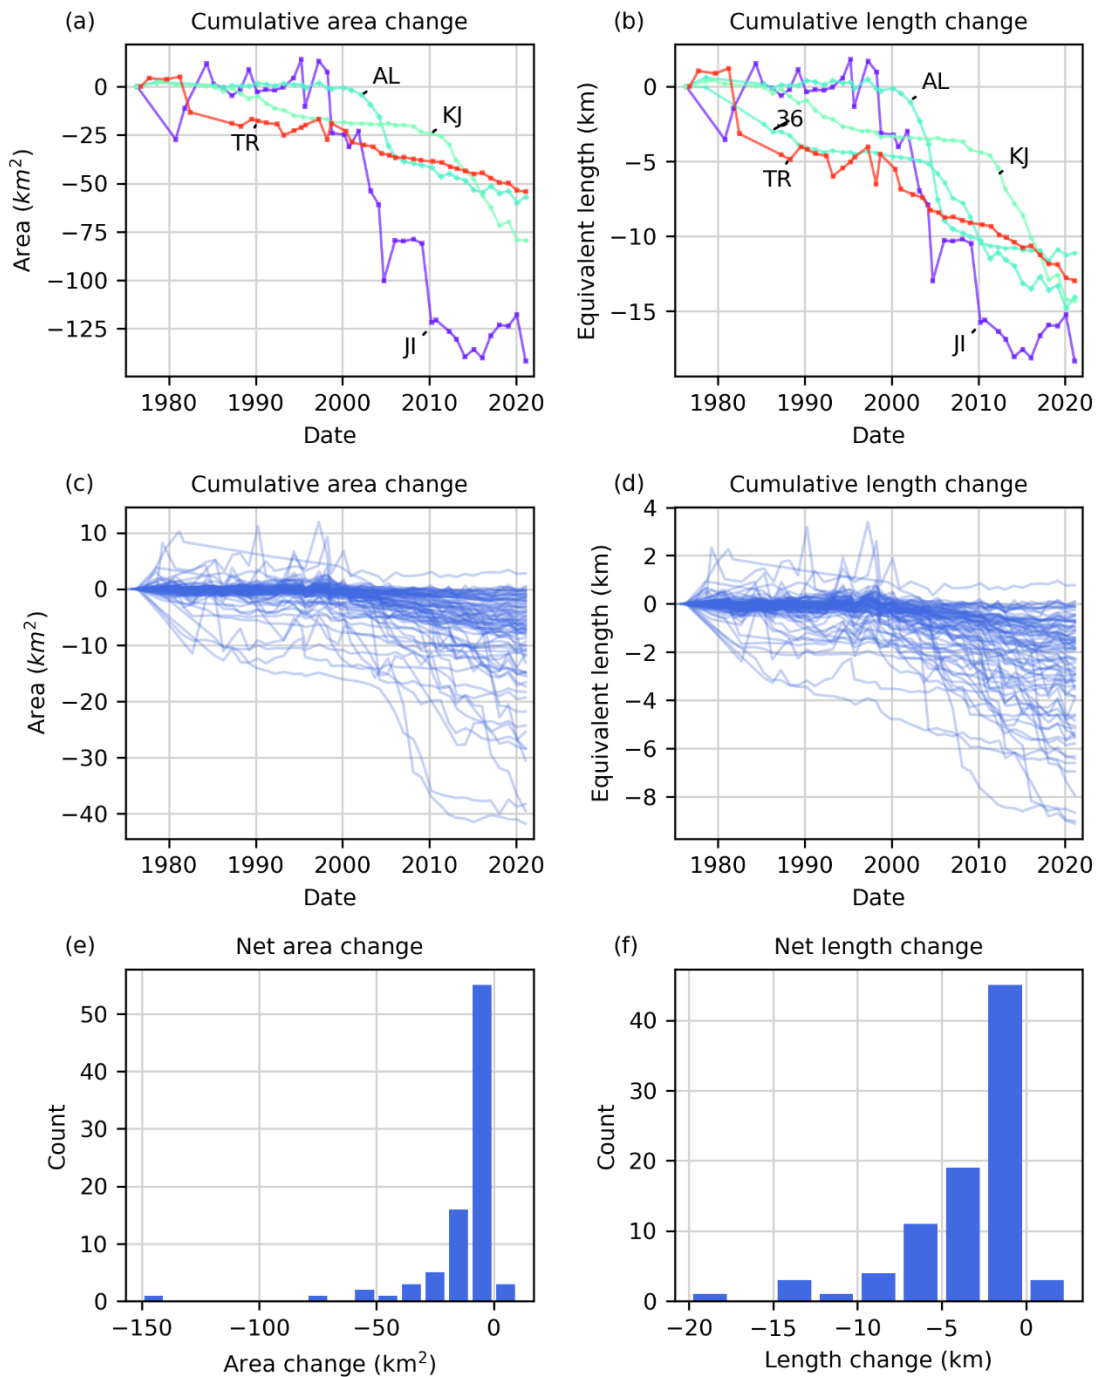 (a) Cumulative area change
0
−25
−50
−75
−100
−125
Area (km²)
AL
KJ
TR
JI
1980 1990 2000 2010 2020
Date
(b) Cumulative length change
0
−5
−10
−15
Equivalent length (km)
AL
36
KJ
TR
JI
1980 1990 2000 2010 2020
Date
(c) Cumulative area change
10
0
−10
−20
−30
−40
Area (km²)
1980 1990 2000 2010 2020
Date
(d) Cumulative length change
4
2
0
−2
−4
−6
−8
Equivalent length (km)
1980 1990 2000 2010 2020
Date
(e) Net area change
50
40
30
20
10
0
Count
−150 −100 −50 0
Area change (km²)
(f) Net length change
40
30
20
10
0
Count
−20 −15 −10 −5 0
Length change (km)